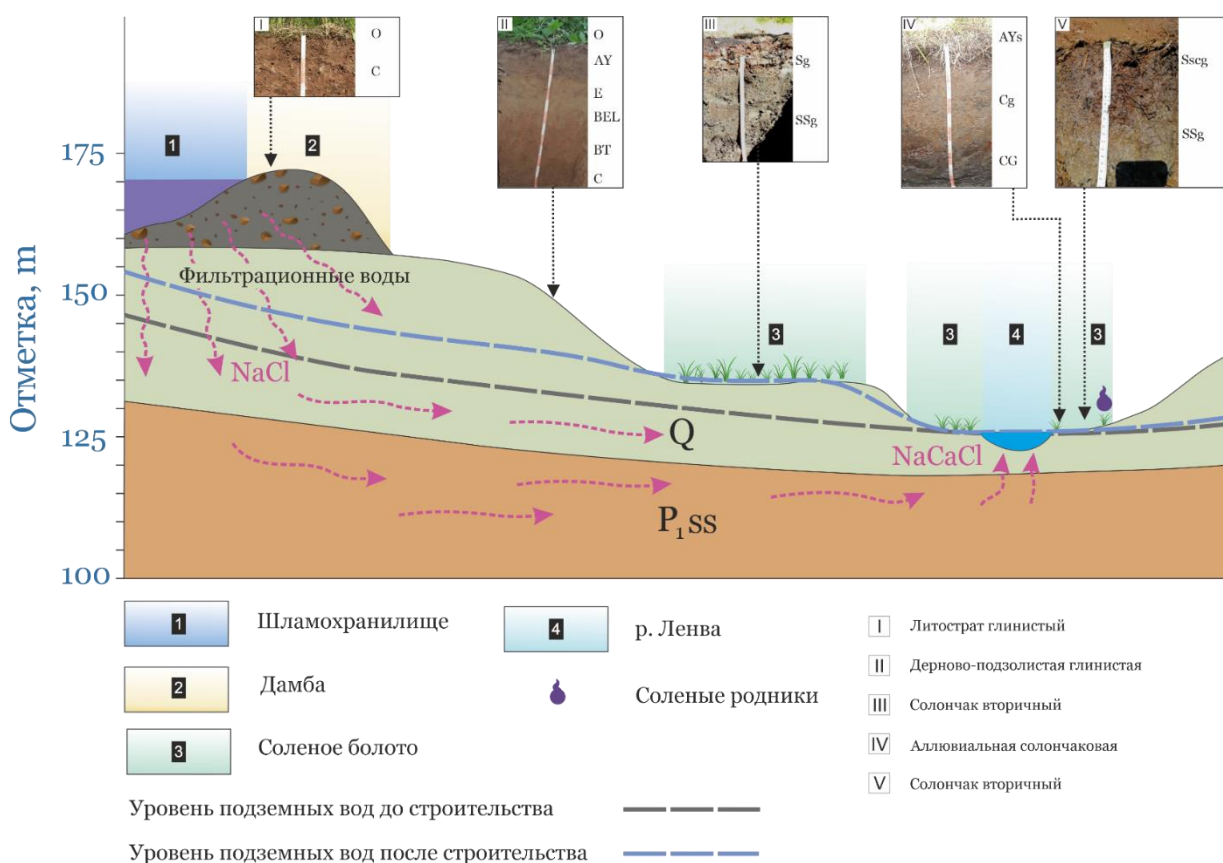 I
O
C
II
O
AY
E
BEL
BT
C
III
Sg
SSg
IV
AYs
Cg
CG
V
Sscg
SSg
Отметка, m
175
150
125
100
1
2
3
3
4
3
Фильтрационные воды
NaCl
Q
NaCaCl
P₁ss
1 Шламохранилище
2 Дамба
3 Соленое болото
4 р. Ленва
Соленые родники
I Литострат глинистый
II Дерново-подзолистая глинистая
III Солончак вторичный
IV Аллювиальная солончаковая
V Солончак вторичный
Уровень подземных вод до строительства
Уровень подземных вод после строительства